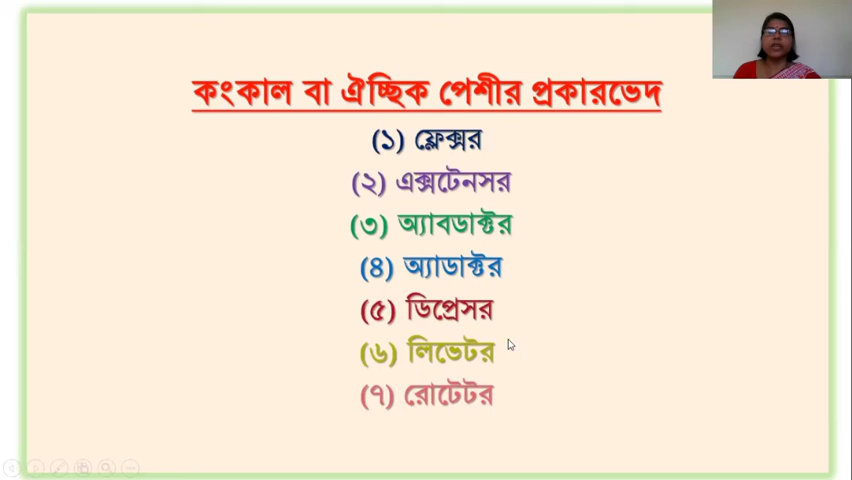 কংকাল বা ঐচ্ছিক পেশীর প্রকারভেদ
(১) ফ্লেক্সর
(২) এক্সটেনসর
(৩) অ্যাবডাক্টর
(৪) অ্যাডাক্টর
(৫) ডিপ্রেসর
(৬) লিভেটর
(৭) রোটেটর